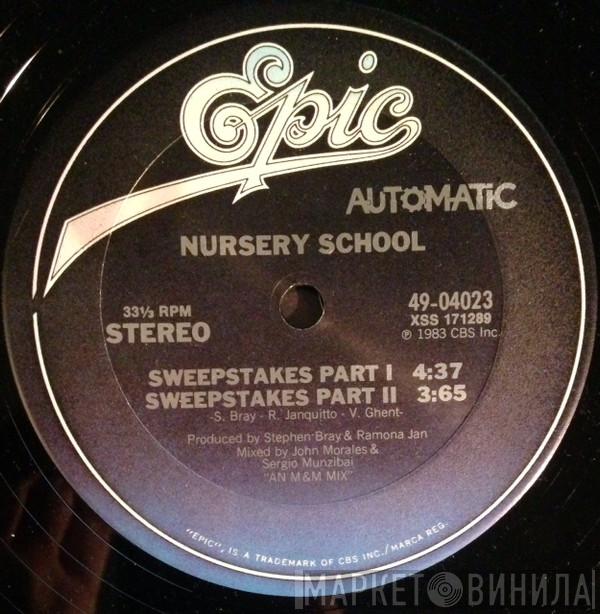 Epic
AUTOMATIC
NURSERY SCHOOL
33⅓ RPM
STEREO
49-04023
XSS 171289
℗ 1983 CBS Inc.
SWEEPSTAKES PART I 4:37
SWEEPSTAKES PART II 3:65
-S. Bray - R. Janquitto - V. Ghent-
Produced by Stephen Bray & Ramona Jan
Mixed by John Morales &
Sergio Munzibai
"AN M&M MIX"
"EPIC", IS A TRADEMARK OF CBS INC./MARCA REG.
МАРКЕТ ВИНИЛА